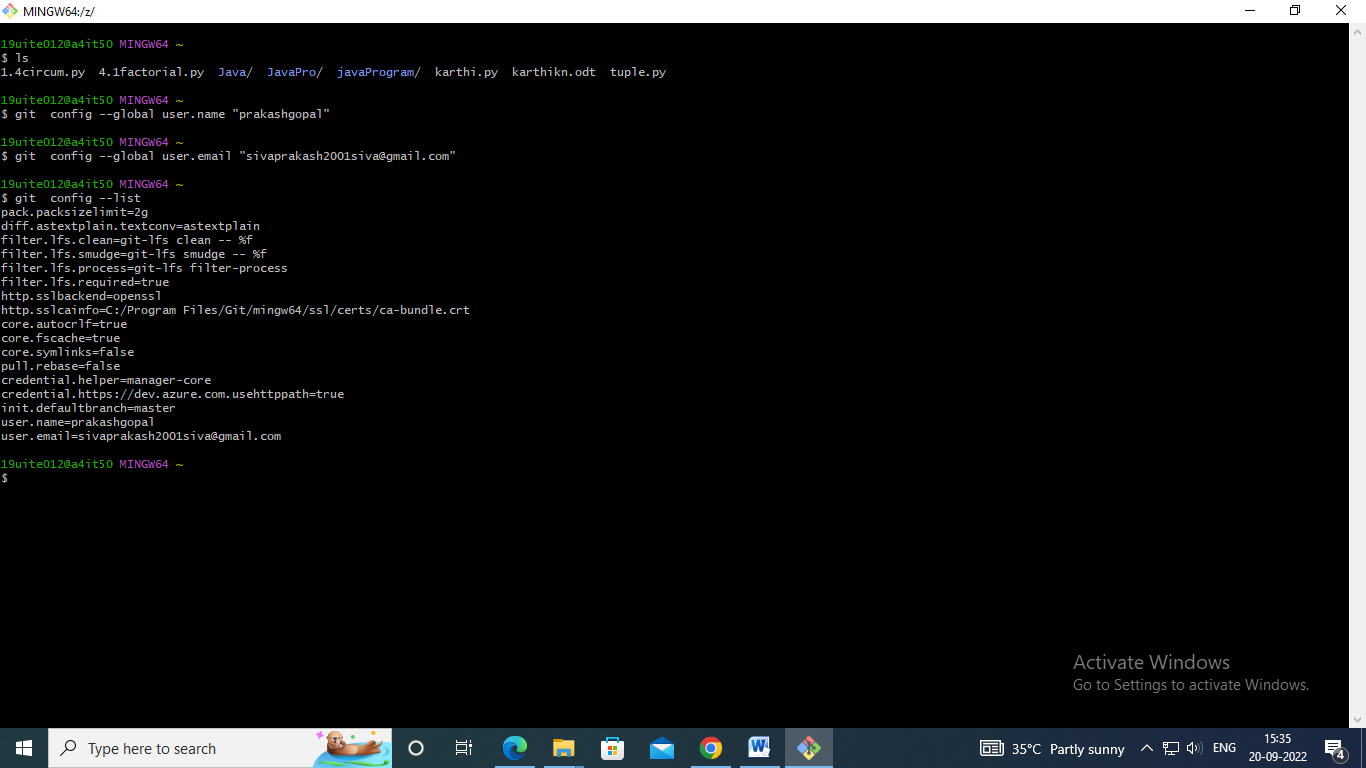 MINGW64:/z/
19uite012@a4it50 MINGW64 ~
$ ls
1.4circum.py  4.1factorial.py  Java/  JavaPro/  javaProgram/  karthi.py  karthikn.odt  tuple.py
19uite012@a4it50 MINGW64 ~
$ git  config --global user.name "prakashgopal"
19uite012@a4it50 MINGW64 ~
$ git  config --global user.email "sivaprakash2001siva@gmail.com"
19uite012@a4it50 MINGW64 ~
$ git  config --list
pack.packsizelimit=2g
diff.astextplain.textconv=astextplain
filter.lfs.clean=git-lfs clean -- %f
filter.lfs.smudge=git-lfs smudge -- %f
filter.lfs.process=git-lfs filter-process
filter.lfs.required=true
http.sslbackend=openssl
http.sslcainfo=C:/Program Files/Git/mingw64/ssl/certs/ca-bundle.crt
core.autocrlf=true
core.fscache=true
core.symlinks=false
pull.rebase=false
credential.helper=manager-core
credential.https://dev.azure.com.usehttppath=true
init.defaultbranch=master
user.name=prakashgopal
user.email=sivaprakash2001siva@gmail.com
19uite012@a4it50 MINGW64 ~
$
Activate Windows
Go to Settings to activate Windows.
Type here to search
35°C Partly sunny
ENG
15:35
20-09-2022
4